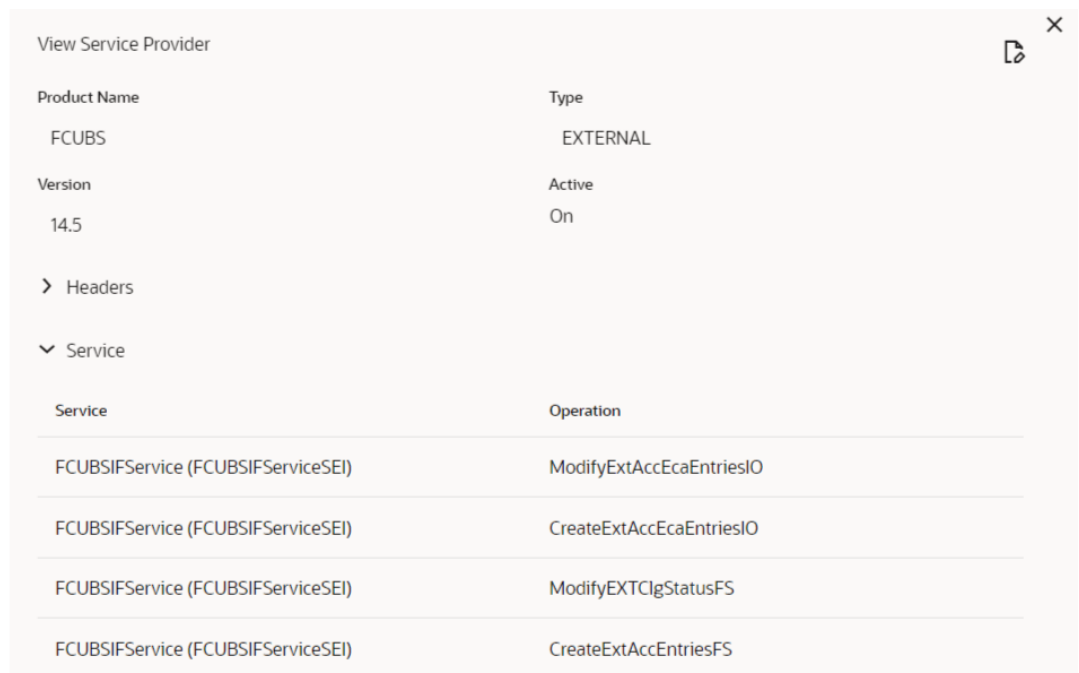 View Service Provider
Product Name Type
FCUBS EXTERNAL
Version Active
14.5 On
Headers
Service
Service Operation
FCUBSIFService (FCUBSIFServiceSEI) ModifyExtAccEcaEntriesIO
FCUBSIFService (FCUBSIFServiceSEI) CreateExtAccEcaEntriesIO
FCUBSIFService (FCUBSIFServiceSEI) ModifyEXTClgStatusFS
FCUBSIFService (FCUBSIFServiceSEI) CreateExtAccEntriesFS